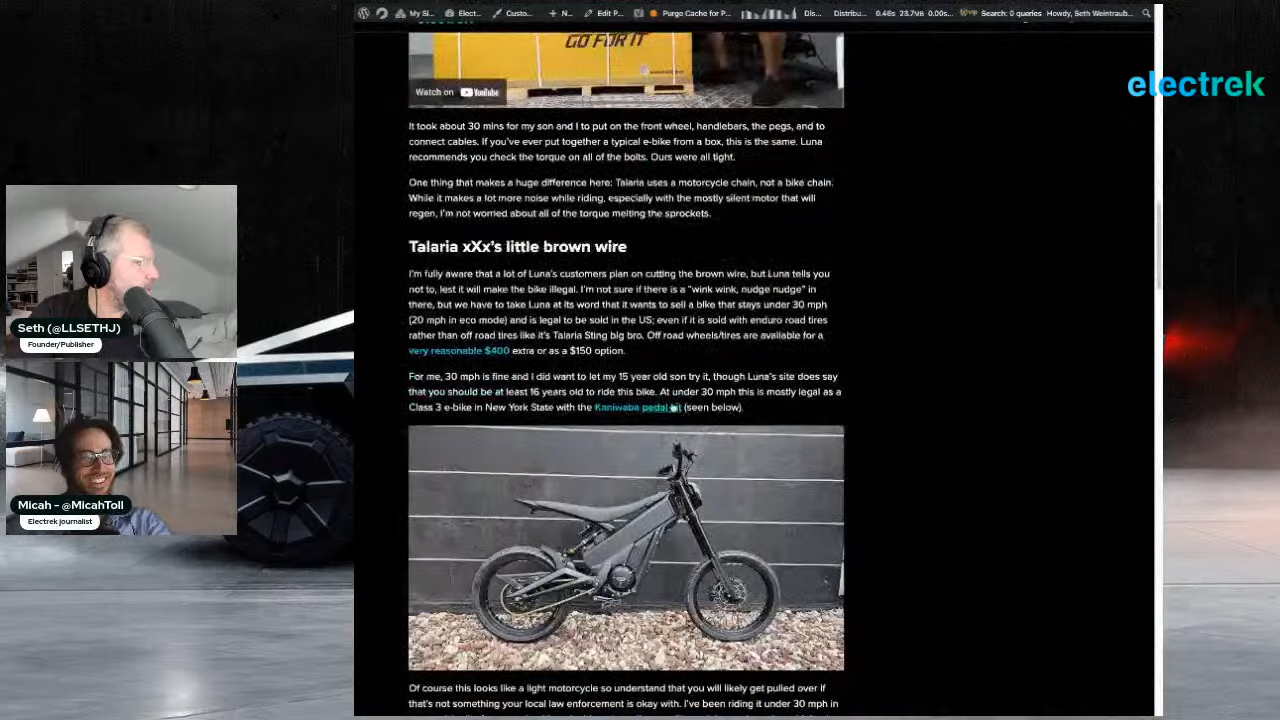 My Si...
Elect...
Custo...
N...
Edit P...
Purge Cache for P...
Dis...
Distribu...
0.46s 23.7MB 0.00s...
Search: 0 queries
Howdy, Seth Weintraub...
GO FOR IT
electrek
Watch on YouTube
It took about 30 mins for my son and I to put on the front wheel, handlebars, the pegs, and to
connect cables. If you've ever put together a typical e-bike from a box, this is the same. Luna
recommends you check the torque on all of the bolts. Ours were all tight.
One thing that makes a huge difference here: Talaria uses a motorcycle chain, not a bike chain.
While it makes a lot more noise while riding, especially with the mostly silent motor that will
regen, I'm not worried about all of the torque melting the sprockets.
Talaria xXx's little brown wire
I'm fully aware that a lot of Luna's customers plan on cutting the brown wire, but Luna tells you
not to, lest it will make the bike illegal. I'm not sure if there is a "wink wink, nudge nudge" in
there, but we have to take Luna at its word that it wants to sell a bike that stays under 30 mph
(20 mph in eco mode) and is legal to be sold in the US; even if it is sold with enduro road tires
rather than off road tires like it's Talaria Sting big bro. Off road wheels/tires are available for a
very reasonable $400 extra or as a $150 option.
For me, 30 mph is fine and I did want to let my 15 year old son try it, though Luna's site does say
that you should be at least 16 years old to ride this bike. At under 30 mph this is mostly legal as a
Class 3 e-bike in New York State with the Kaniwaba pedal kit (seen below).
Of course this looks like a light motorcycle so understand that you will likely get pulled over if
that's not something your local law enforcement is okay with. I've been riding it under 30 mph in
Seth (@LLSETHJ)
Founder/Publisher
Micah - @MicahToll
Electrek journalist